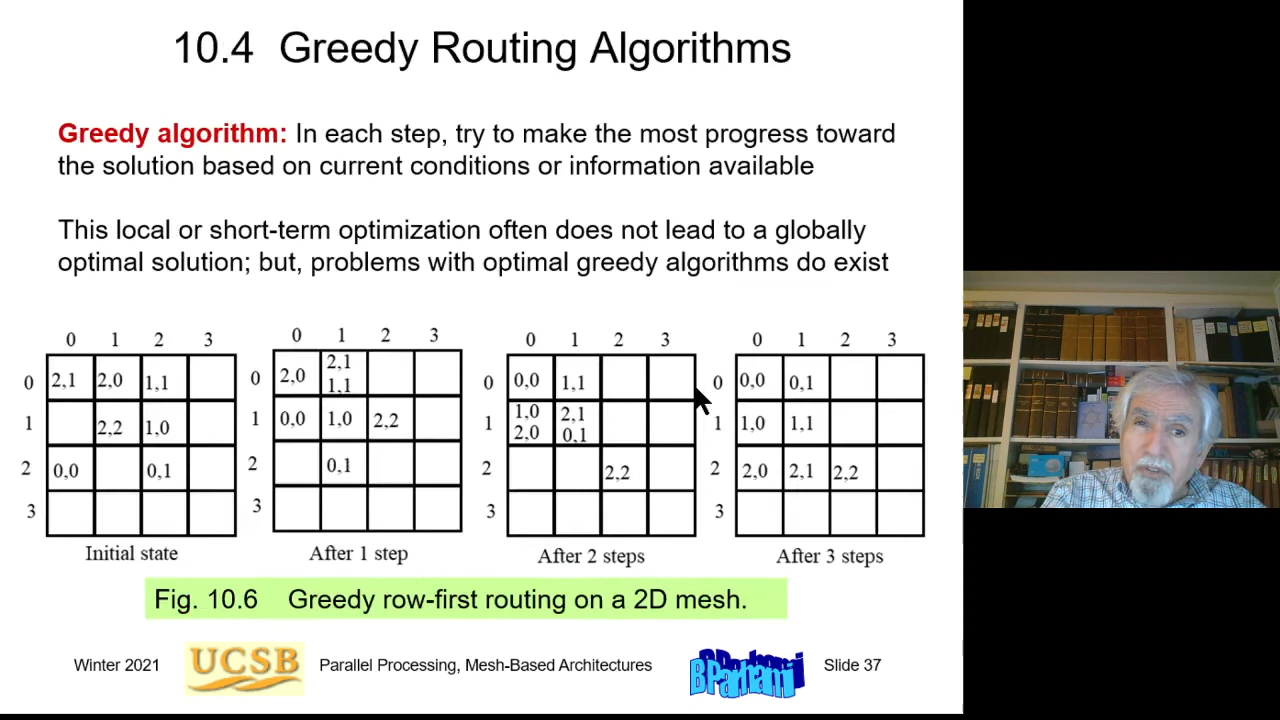 10.4 Greedy Routing Algorithms
Greedy algorithm: In each step, try to make the most progress toward
the solution based on current conditions or information available
This local or short-term optimization often does not lead to a globally
optimal solution; but, problems with optimal greedy algorithms do exist
0 1 2 3
0 2,1 2,0 1,1
1 2,2 1,0
2 0,0 0,1
3
Initial state
0 1 2 3
0 2,0 2,1 1,1
1 0,0 1,0 2,2
2 0,1
3
After 1 step
0 1 2 3
0 0,0 1,1
1 1,0 2,0 2,1 0,1
2 2,2
3
After 2 steps
0 1 2 3
0 0,0 0,1
1 1,0 1,1
2 2,0 2,1 2,2
3
After 3 steps
Fig. 10.6 Greedy row-first routing on a 2D mesh.
Winter 2021
UCSB
Parallel Processing, Mesh-Based Architectures
BParhami
Slide 37